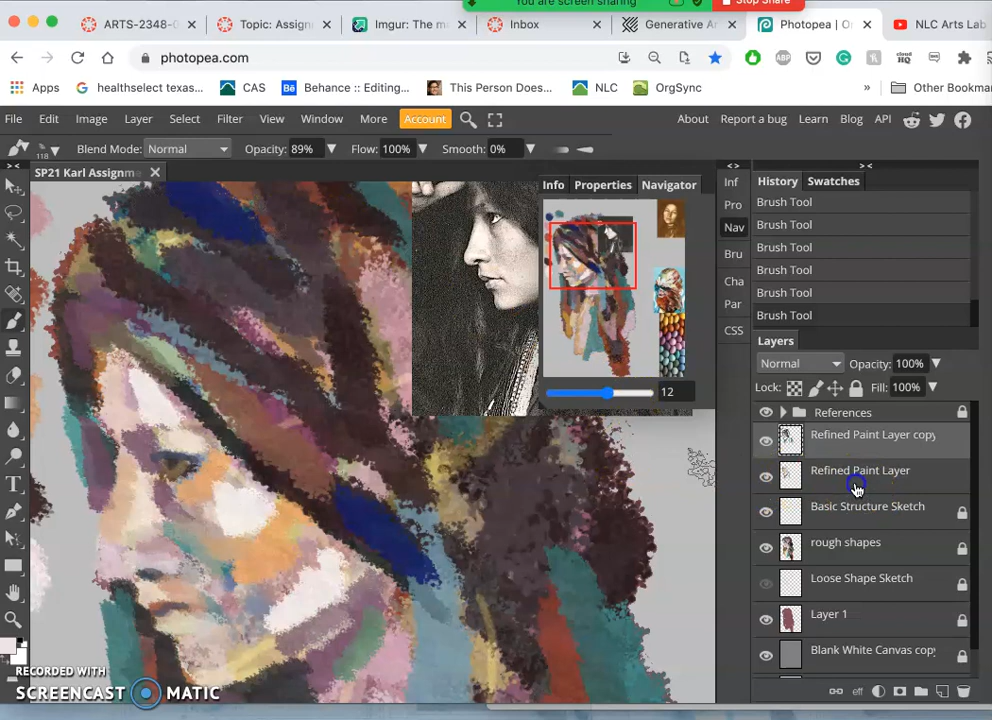 You are screen sharing
Stop Share
ARTS-2348-0
Topic: Assign
Imgur: The m
Inbox
Generative A
Photopea | O
NLC Arts Lab
photopea.com
Apps
healthselect texas...
CAS
Behance :: Editing...
This Person Does...
NLC
OrgSync
»
Other Bookma
File
Edit
Image
Layer
Select
Filter
View
Window
More
Account
About
Report a bug
Learn
Blog
API
118
Blend Mode:
Normal
Opacity:
89%
Flow:
100%
Smooth:
0%
SP21 Karl Assignm
Info
Properties
Navigator
12
> <
< >
Inf
Pro
Nav
Bru
Cha
Par
CSS
> <
History
Swatches
Brush Tool
Brush Tool
Brush Tool
Brush Tool
Brush Tool
Brush Tool
Layers
Normal
Opacity:
100%
Lock:
Fill:
100%
References
Refined Paint Layer copy
Refined Paint Layer
Basic Structure Sketch
rough shapes
Loose Shape Sketch
Layer 1
Blank White Canvas cop
eff
RECORDED WITH
SCREENCAST MATIC